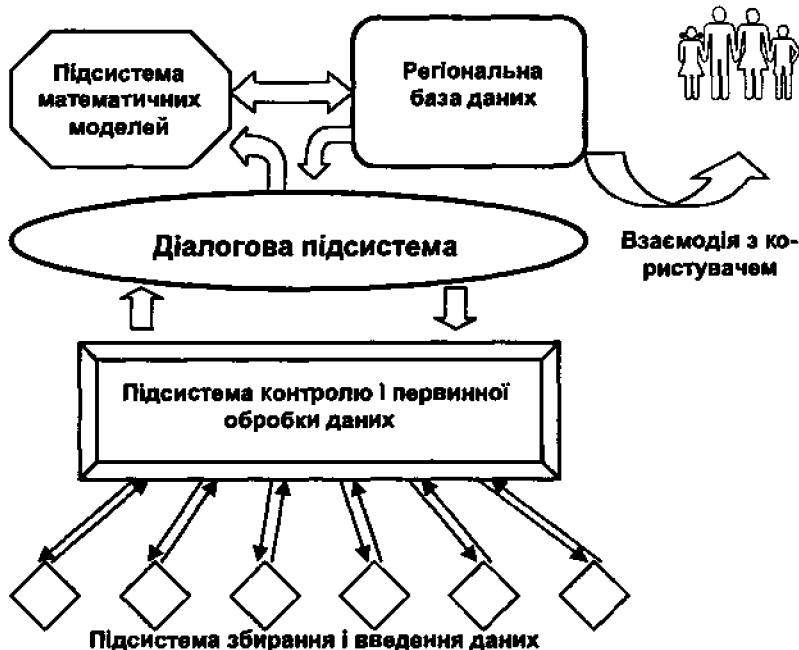 Підсистема
математичних
моделей
Регіональна
база даних
Діалогова підсистема
Взаємодія з ко-
ристувачем
Підсистема контролю і первинної
обробки даних
Підсистема збирання і введення даних